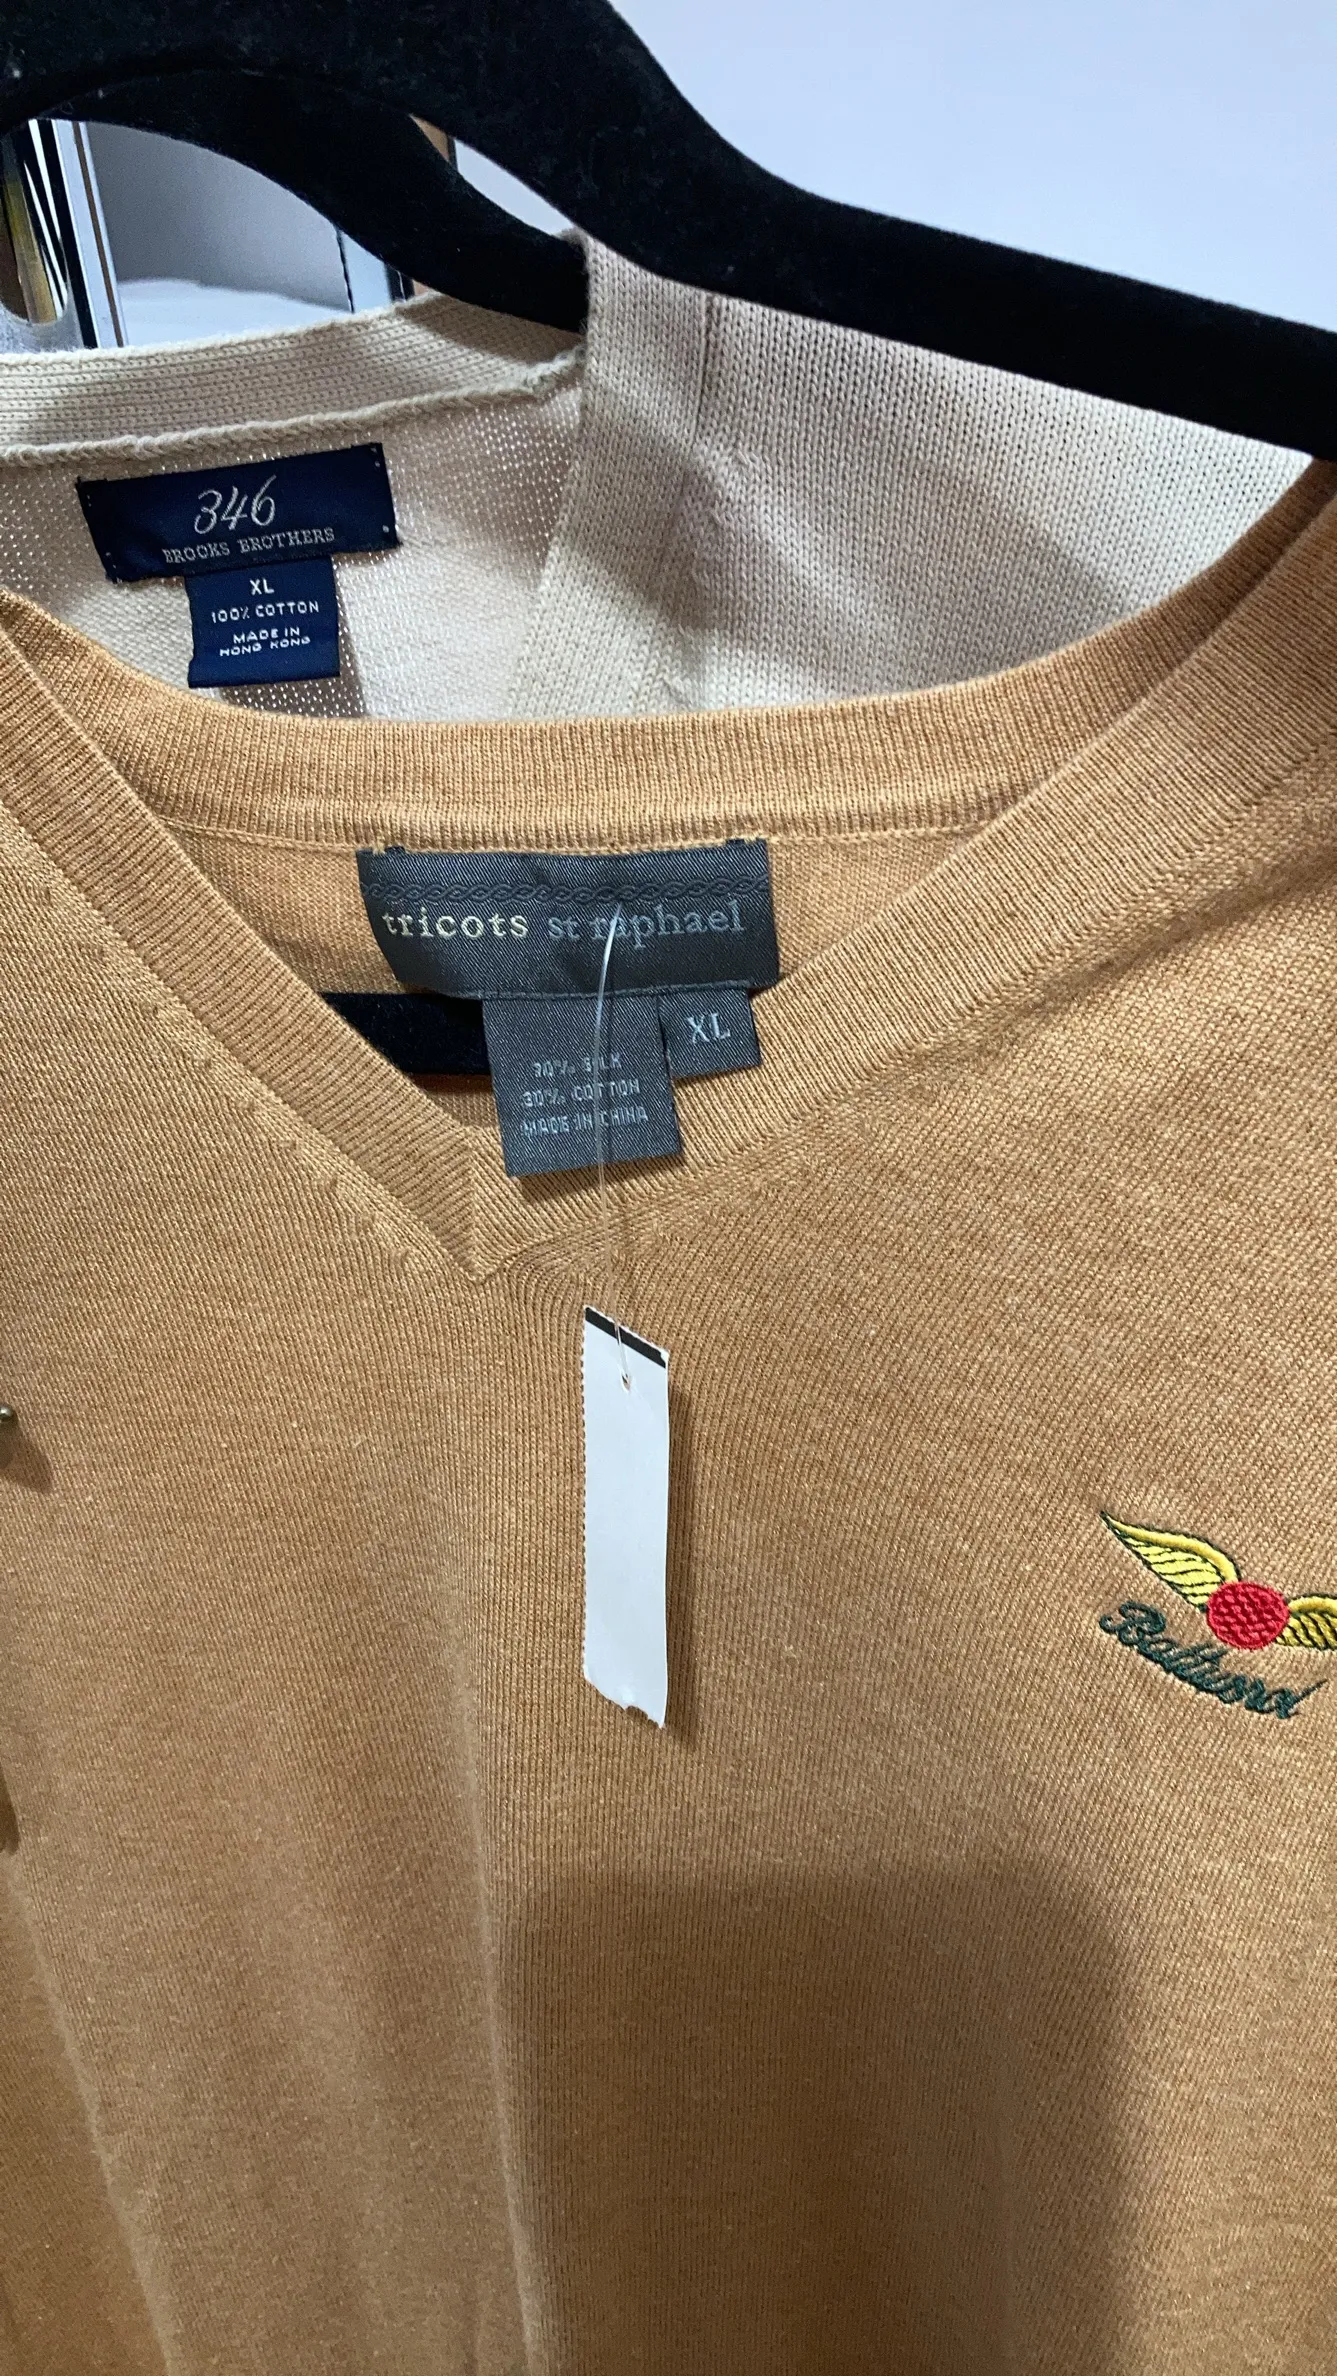 346
BROOKS BROTHERS
XL
100% COTTON
MADE IN
HONG KONG
tricots st raphael
XL
SILK
30% COTTON
MADE IN CHINA